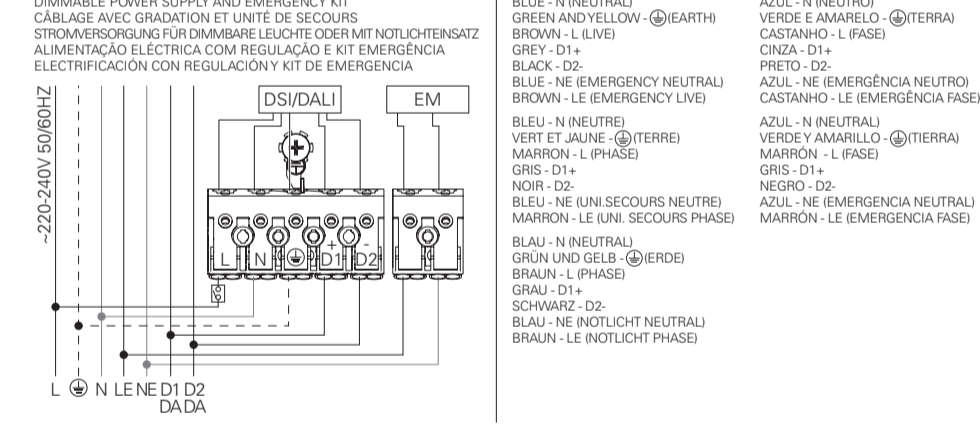 DIMMABLE POWER SUPPLY AND EMERGENCY KIT
CÂBLAGE AVEC GRADATION ET UNITÉ DE SECOURS
STROMVERSORGUNG FÜR DIMMBARE LEUCHTE ODER MIT NOTLICHTEINSATZ
ALIMENTAÇÃO ELÉCTRICA COM REGULAÇÃO E KIT EMERGÊNCIA
ELECTRIFICACIÓN CON REGULACIÓN Y KIT DE EMERGENCIA
~220-240V 50/60HZ
DSI/DALI
EM
L
N
+
D1
-
D2
L
N
LE
NE
D1
D2
DA
DA
BLUE - N (NEUTRAL)
GREEN AND YELLOW - ⏚ (EARTH)
BROWN - L (LIVE)
GREY - D1+
BLACK - D2-
BLUE - NE (EMERGENCY NEUTRAL)
BROWN - LE (EMERGENCY LIVE)
BLEU - N (NEUTRE)
VERT ET JAUNE - ⏚ (TERRE)
MARRON - L (PHASE)
GRIS - D1+
NOIR - D2-
BLEU - NE (UNI.SECOURS NEUTRE)
MARRON - LE (UNI. SECOURS PHASE)
BLAU - N (NEUTRAL)
GRÜN UND GELB - ⏚ (ERDE)
BRAUN - L (PHASE)
GRAU - D1+
SCHWARZ - D2-
BLAU - NE (NOTLICHT NEUTRAL)
BRAUN - LE (NOTLICHT PHASE)
AZUL - N (NEUTRO)
VERDE E AMARELO - ⏚ (TERRA)
CASTANHO - L (FASE)
CINZA - D1+
PRETO - D2-
AZUL - NE (EMERGÊNCIA NEUTRO)
CASTANHO - LE (EMERGÊNCIA FASE)
AZUL - N (NEUTRAL)
VERDE Y AMARILLO - ⏚ (TIERRA)
MARRÓN - L (FASE)
GRIS - D1+
NEGRO - D2-
AZUL - NE (EMERGENCIA NEUTRAL)
MARRÓN - LE (EMERGENCIA FASE)